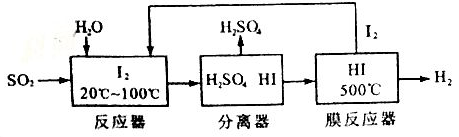 H₂O
H₂SO₄
I₂
SO₂
I₂
20℃~100℃
H₂SO₄ HI
HI
500℃
H₂
反应器
分离器
膜反应器